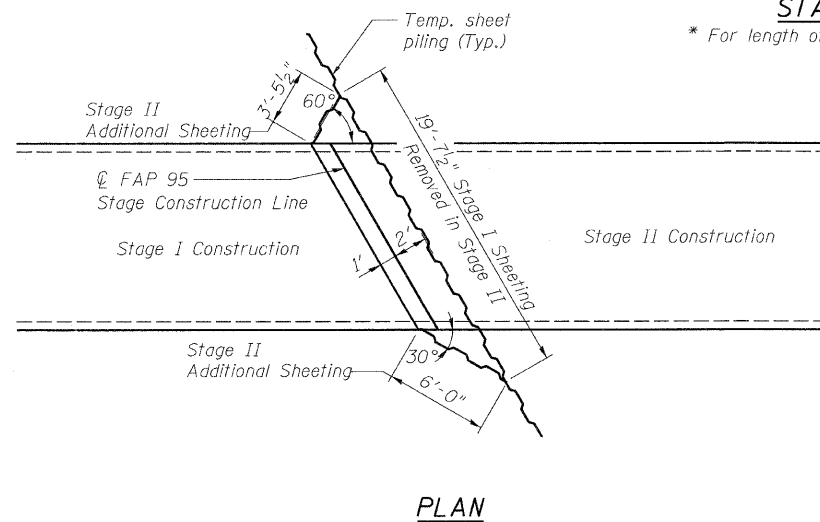 STA
* For length of
Temp. sheet
piling (Typ.)
3'-5½"
60°
Stage II
Additional Sheeting
19'-7½" Stage I Sheeting
Removed in Stage II
℄ FAP 95
Stage Construction Line
Stage I Construction
1'
2'
Stage II Construction
Stage II
Additional Sheeting
30°
6'-0"
PLAN